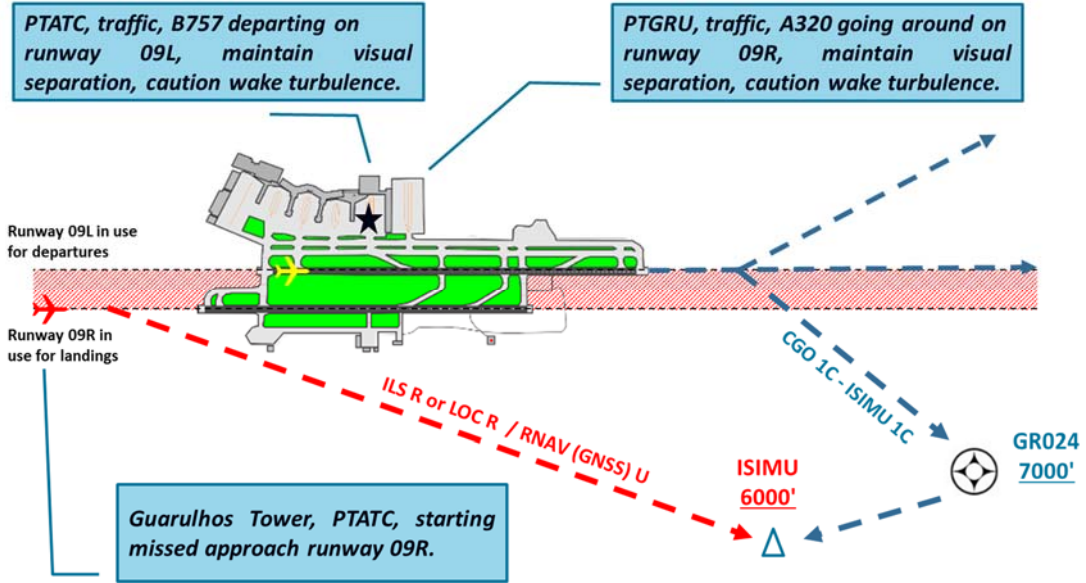 PTATC, traffic, B757 departing on
runway 09L, maintain visual
separation, caution wake turbulence.
PTGRU, traffic, A320 going around on
runway 09R, maintain visual
separation, caution wake turbulence.
Runway 09L in use
for departures
Runway 09R in
use for landings
ILS R or LOC R / RNAV (GNSS) U
CGO 1C - ISIMU 1C
GR024
7000'
ISIMU
6000'
Guarulhos Tower, PTATC, starting
missed approach runway 09R.